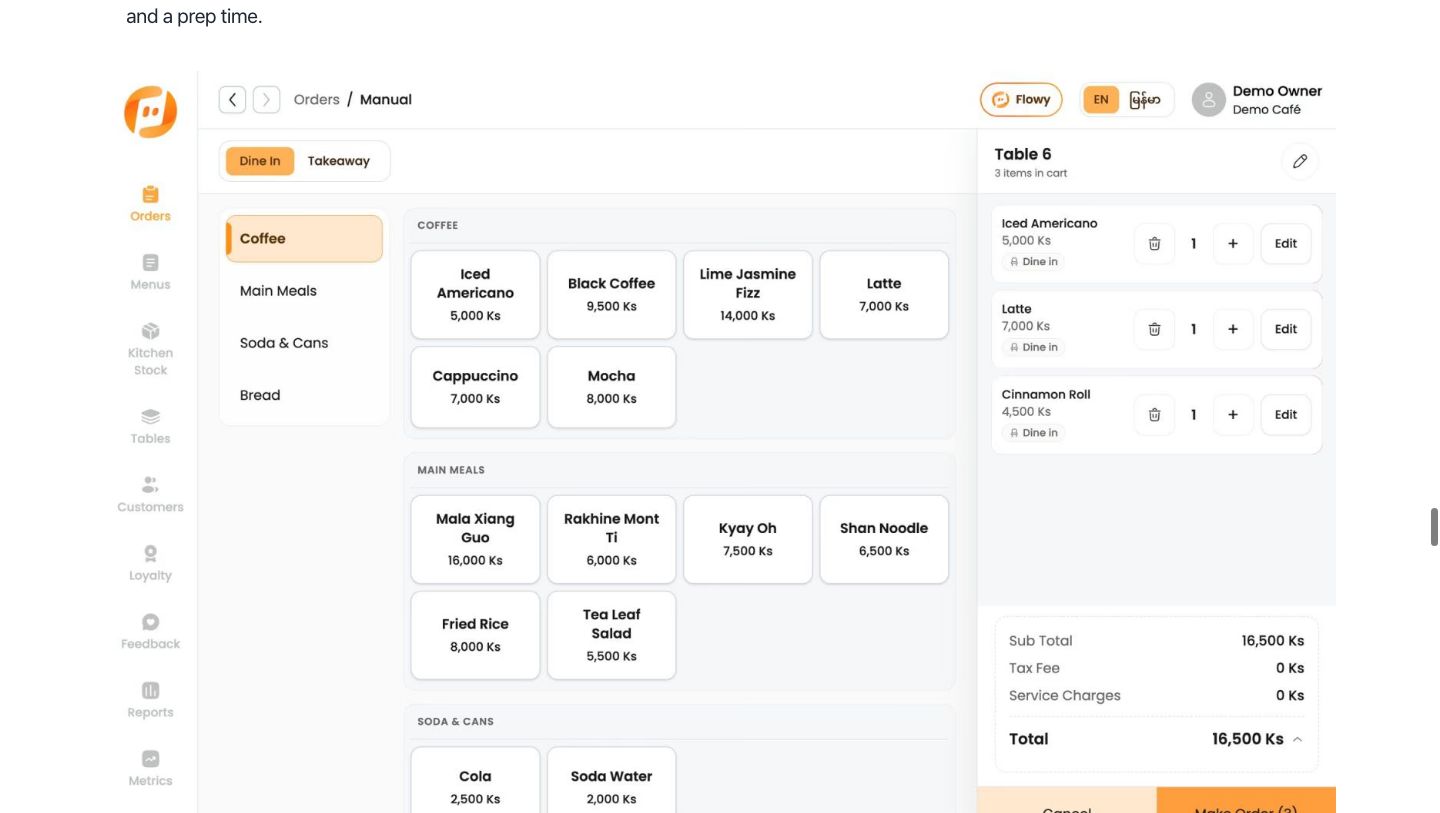 and a prep time.
Orders / Manual
Flowy
EN
မြန်မာ
Demo Owner
Demo Café
Orders
Menus
Kitchen
Stock
Tables
Customers
Loyalty
Feedback
Reports
Metrics
Dine In
Takeaway
Coffee
Main Meals
Soda & Cans
Bread
COFFEE
Iced
Americano
5,000 Ks
Black Coffee
9,500 Ks
Lime Jasmine
Fizz
14,000 Ks
Latte
7,000 Ks
Cappuccino
7,000 Ks
Mocha
8,000 Ks
MAIN MEALS
Mala Xiang
Guo
16,000 Ks
Rakhine Mont
Ti
6,000 Ks
Kyay Oh
7,500 Ks
Shan Noodle
6,500 Ks
Fried Rice
8,000 Ks
Tea Leaf
Salad
5,500 Ks
SODA & CANS
Cola
2,500 Ks
Soda Water
2,000 Ks
Table 6
3 items in cart
Iced Americano
5,000 Ks
Dine in
1
+
Edit
Latte
7,000 Ks
Dine in
1
+
Edit
Cinnamon Roll
4,500 Ks
Dine in
1
+
Edit
Sub Total 16,500 Ks
Tax Fee 0 Ks
Service Charges 0 Ks
Total 16,500 Ks
Cancel
Make Order (3)